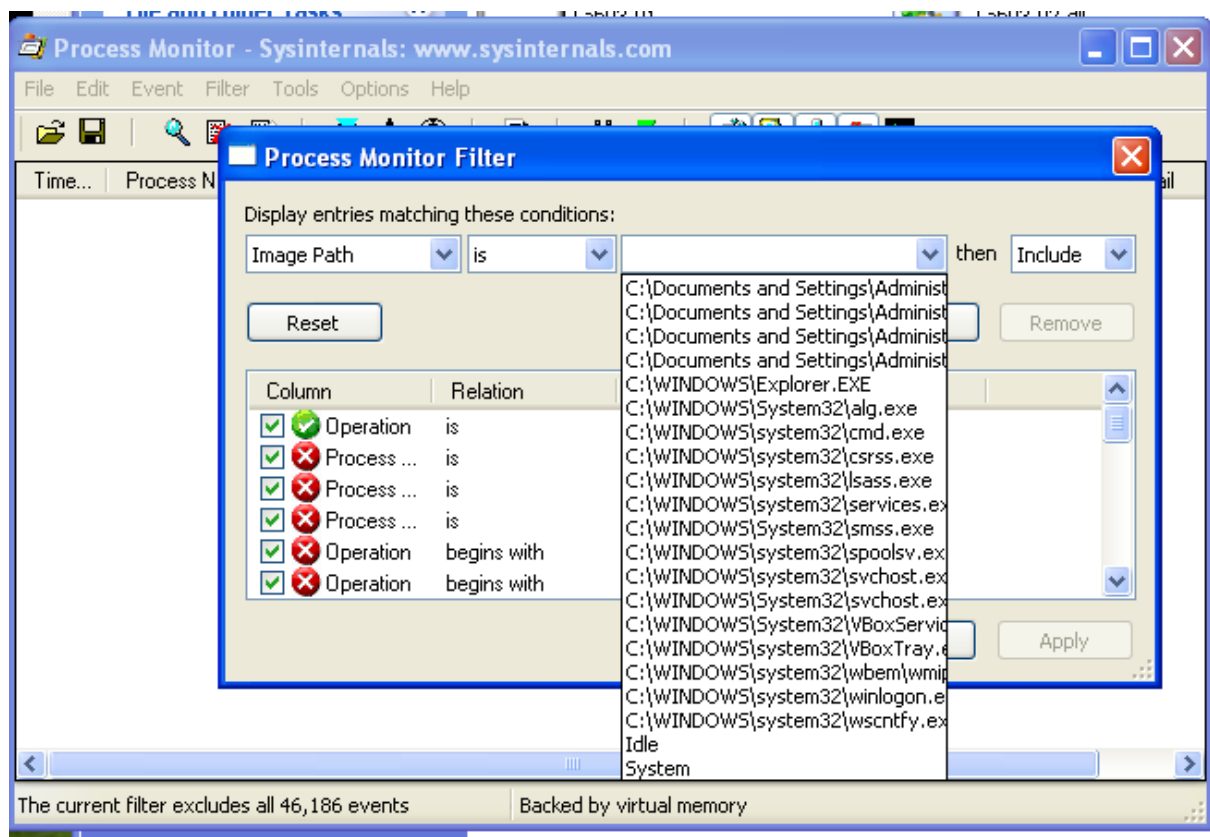 Process Monitor - Sysinternals: www.sysinternals.com
File Edit Event Filter Tools Options Help
Time... Process N
Process Monitor Filter
Display entries matching these conditions:
Image Path is then Include
Reset Remove
Column Relation
Operation is
Process ... is
Process ... is
Process ... is
Operation begins with
Operation begins with
C:\Documents and Settings\Administ
C:\Documents and Settings\Administ
C:\Documents and Settings\Administ
C:\Documents and Settings\Administ
C:\WINDOWS\Explorer.EXE
C:\WINDOWS\System32\alg.exe
C:\WINDOWS\system32\cmd.exe
C:\WINDOWS\system32\csrss.exe
C:\WINDOWS\system32\lsass.exe
C:\WINDOWS\system32\services.ex
C:\WINDOWS\System32\smss.exe
C:\WINDOWS\system32\spoolsv.ex
C:\WINDOWS\system32\svchost.ex
C:\WINDOWS\System32\svchost.ex
C:\WINDOWS\System32\VBoxServic
C:\WINDOWS\system32\VBoxTray.e
C:\WINDOWS\system32\wbem\wmip
C:\WINDOWS\system32\winlogon.e
C:\WINDOWS\system32\wscntfy.ex
Idle
System
Apply
The current filter excludes all 46,186 events Backed by virtual memory